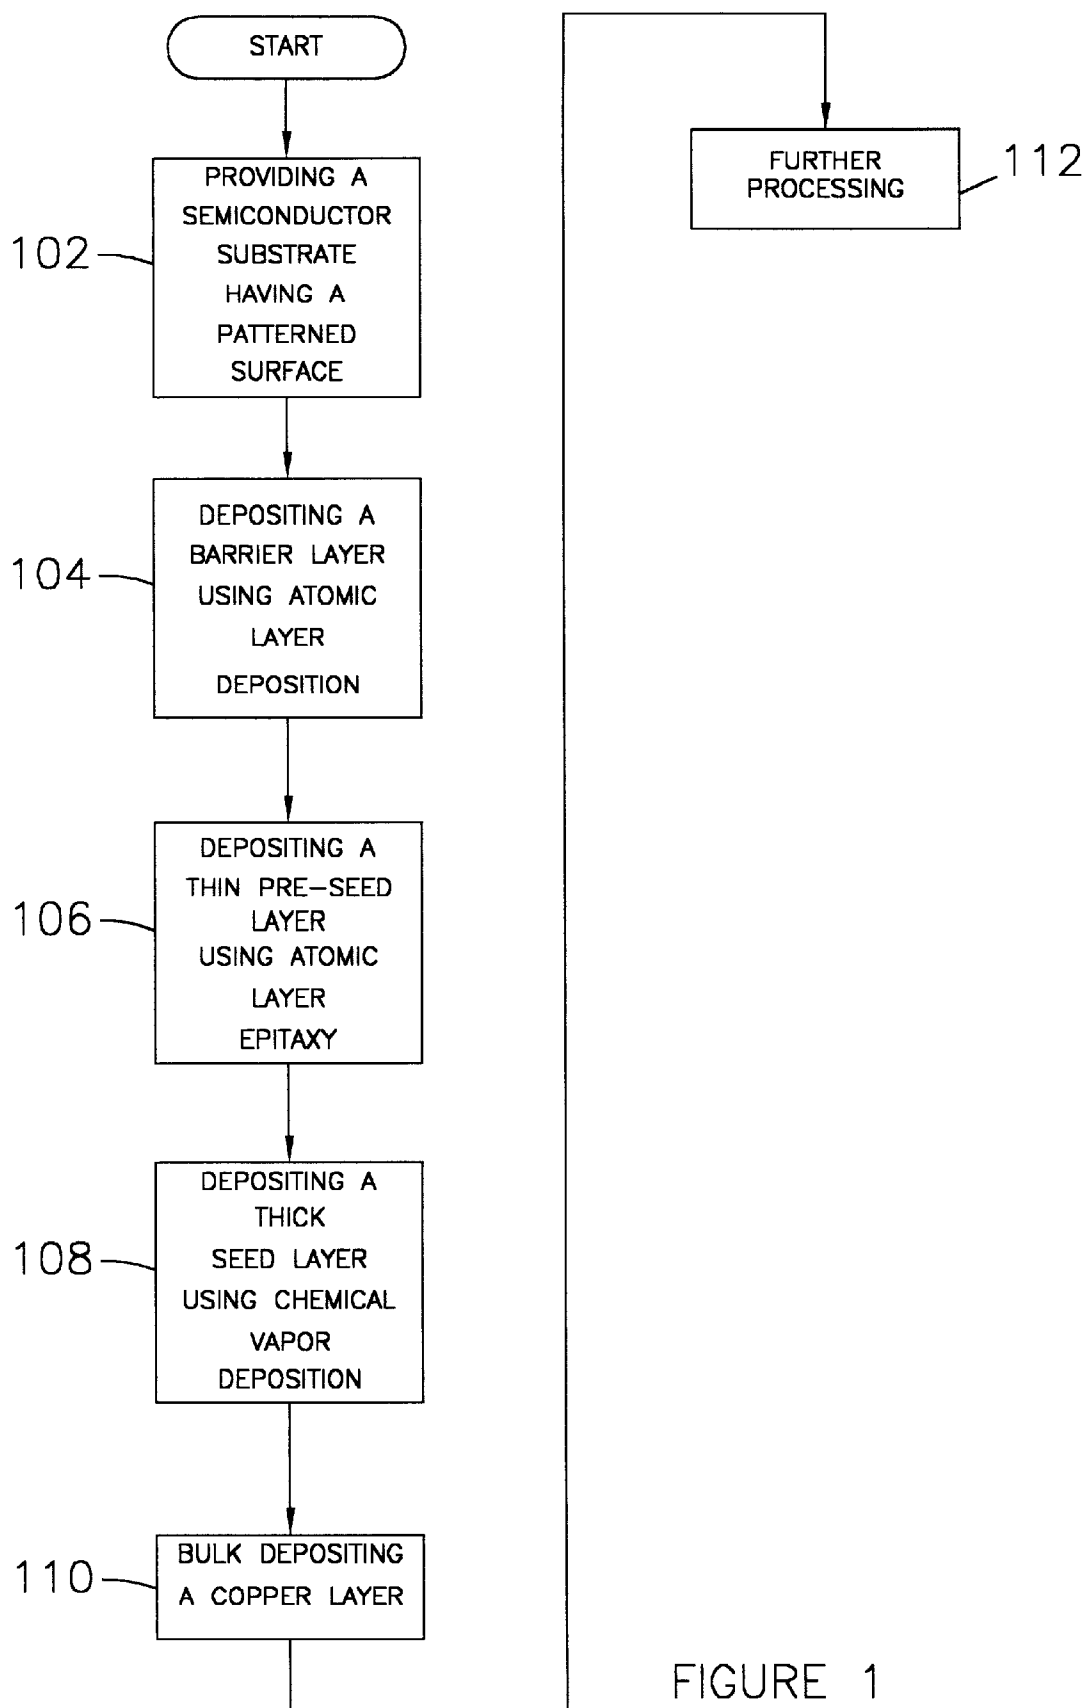 START
PROVIDING A
SEMICONDUCTOR
SUBSTRATE
HAVING A
PATTERNED
SURFACE
102
DEPOSITING A
BARRIER LAYER
USING ATOMIC
LAYER
DEPOSITION
104
DEPOSITING A
THIN PRE-SEED
LAYER
USING ATOMIC
LAYER
EPITAXY
106
DEPOSITING A
THICK
SEED LAYER
USING CHEMICAL
VAPOR
DEPOSITION
108
BULK DEPOSITING
A COPPER LAYER
110
FURTHER
PROCESSING
112
FIGURE 1